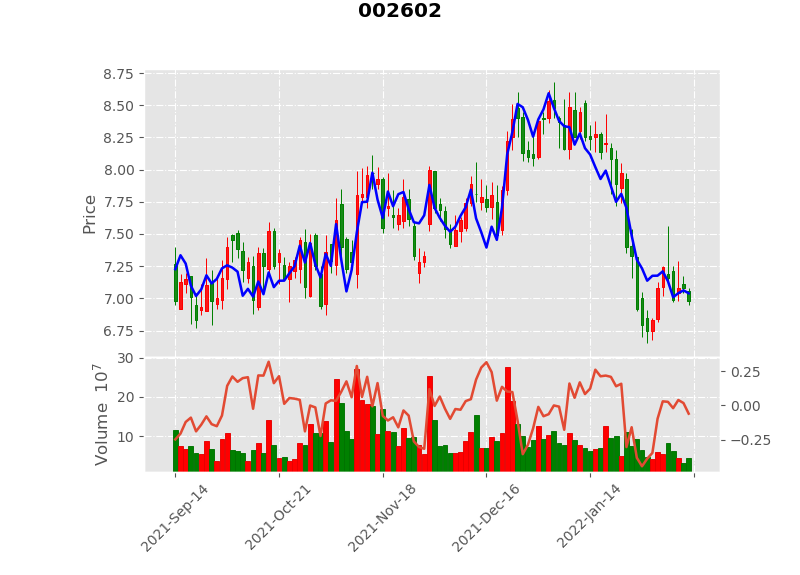 002602
8.75
8.50
8.25
8.00
7.75
7.50
7.25
7.00
6.75
Price
30
20
10
Volume 10^7
0.25
0.00
−0.25
2021-Sep-14
2021-Oct-21
2021-Nov-18
2021-Dec-16
2022-Jan-14